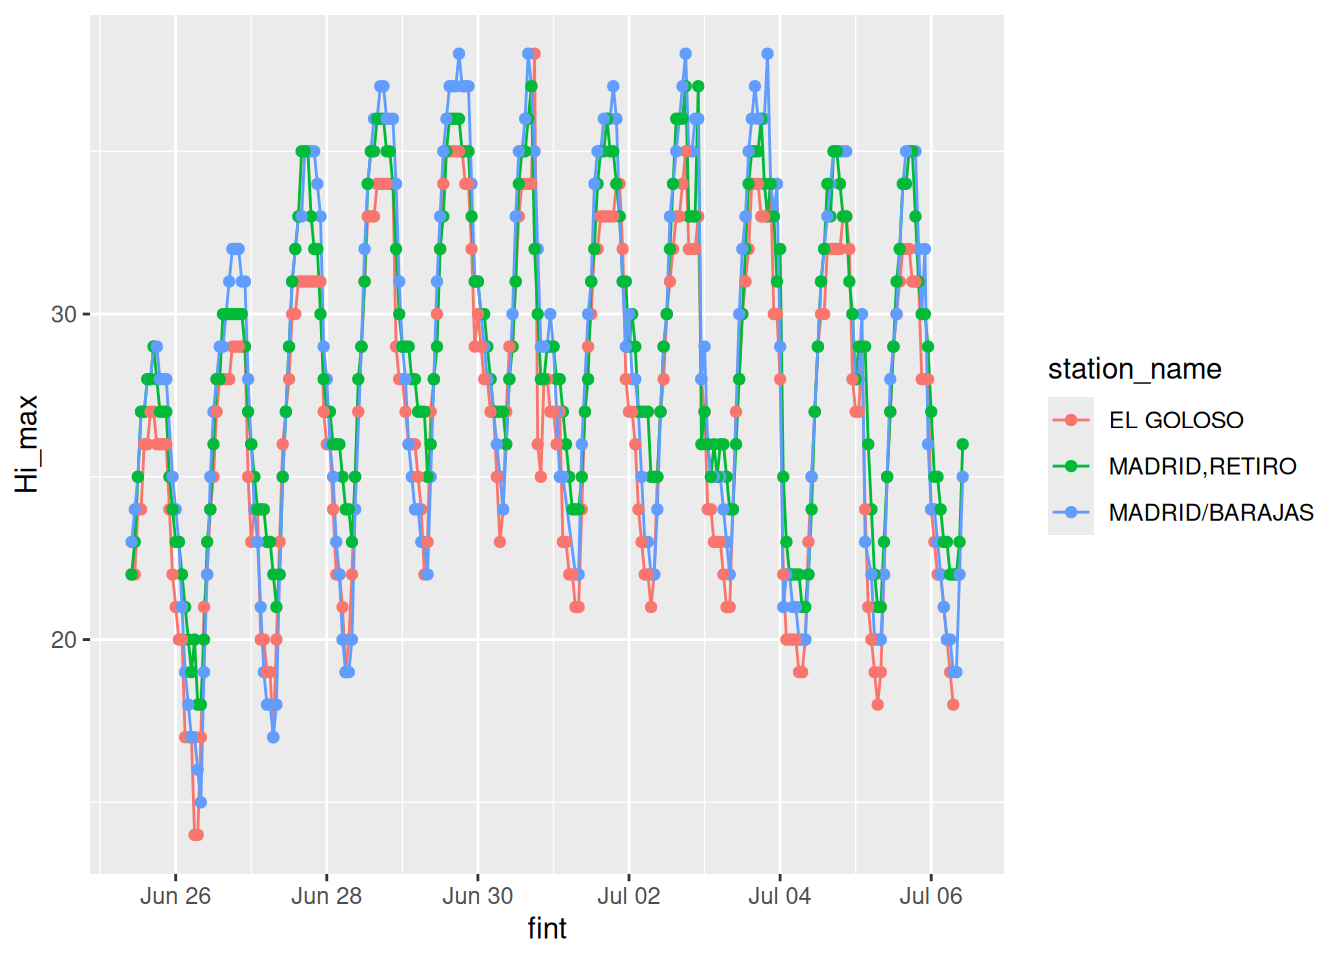 Hi_max
30
20
Jun 26
Jun 28
Jun 30
Jul 02
Jul 04
Jul 06
fint
station_name
EL GOLOSO
MADRID,RETIRO
MADRID/BARAJAS